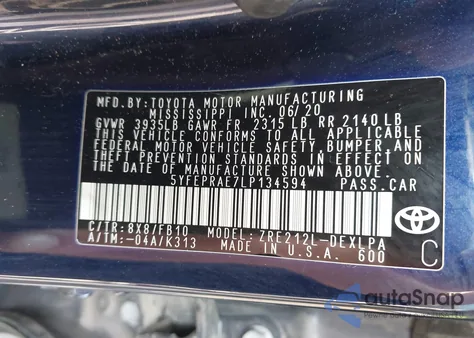 MFD.BY: TOYOTA MOTOR MANUFACTURING
MISSISSIPPI INC. 06/20
GVWR 3935LB GAWR FR 2315 LB RR 2140 LB
THIS VEHICLE CONFORMS TO ALL APPLICABLE
FEDERAL MOTOR VEHICLE SAFETY, BUMPER, AND
THEFT PREVENTION STANDARDS IN EFFECT ON
THE DATE OF MANUFACTURE SHOWN ABOVE.
5YFEPRAE7LP134594 PASS.CAR
C/TR: 8X8/FB10 MODEL: ZRE212L-DEXLPA
A/TM: -04A/K313 MADE IN U.S.A. 600
TOYOTA
C
autoSnap